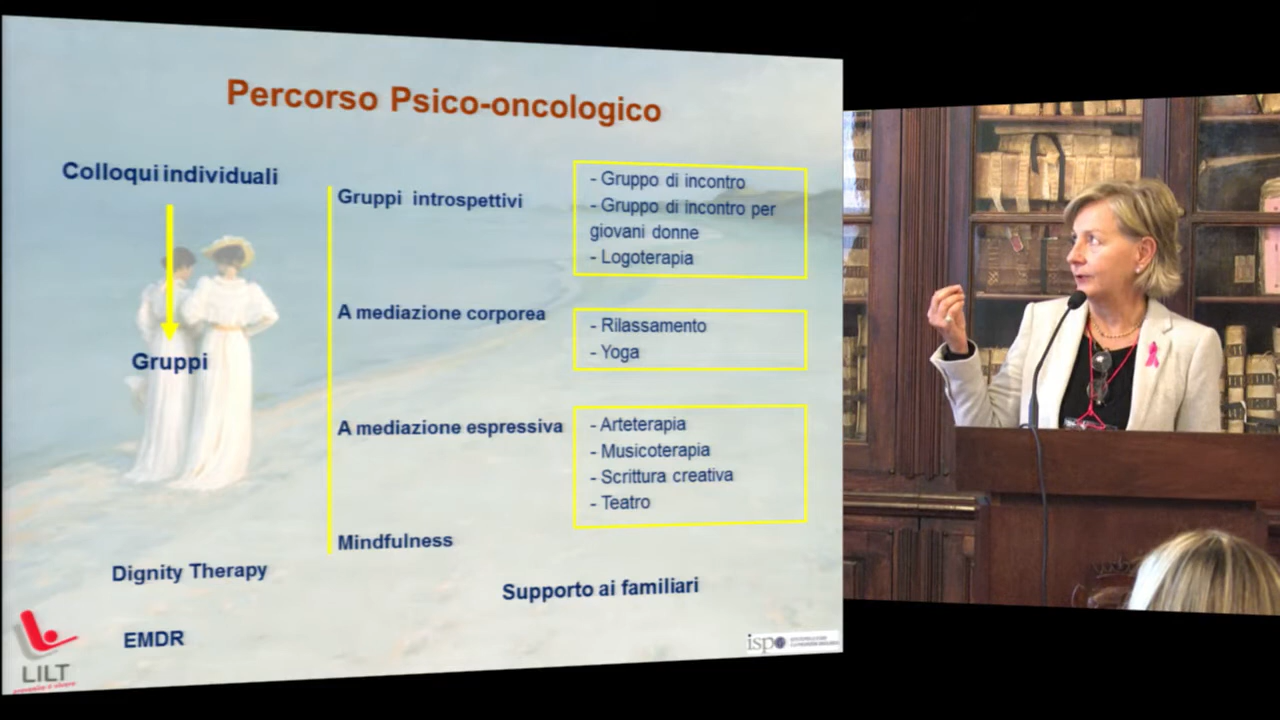 Percorso Psico-oncologico
Colloqui individuali
Gruppi
Gruppi introspettivi
- Gruppo di incontro
- Gruppo di incontro per
giovani donne
- Logoterapia
A mediazione corporea
- Rilassamento
- Yoga
A mediazione espressiva
- Arteterapia
- Musicoterapia
- Scrittura creativa
- Teatro
Mindfulness
Dignity Therapy
Supporto ai familiari
EMDR
LILT
prevenire è vivere
ispo